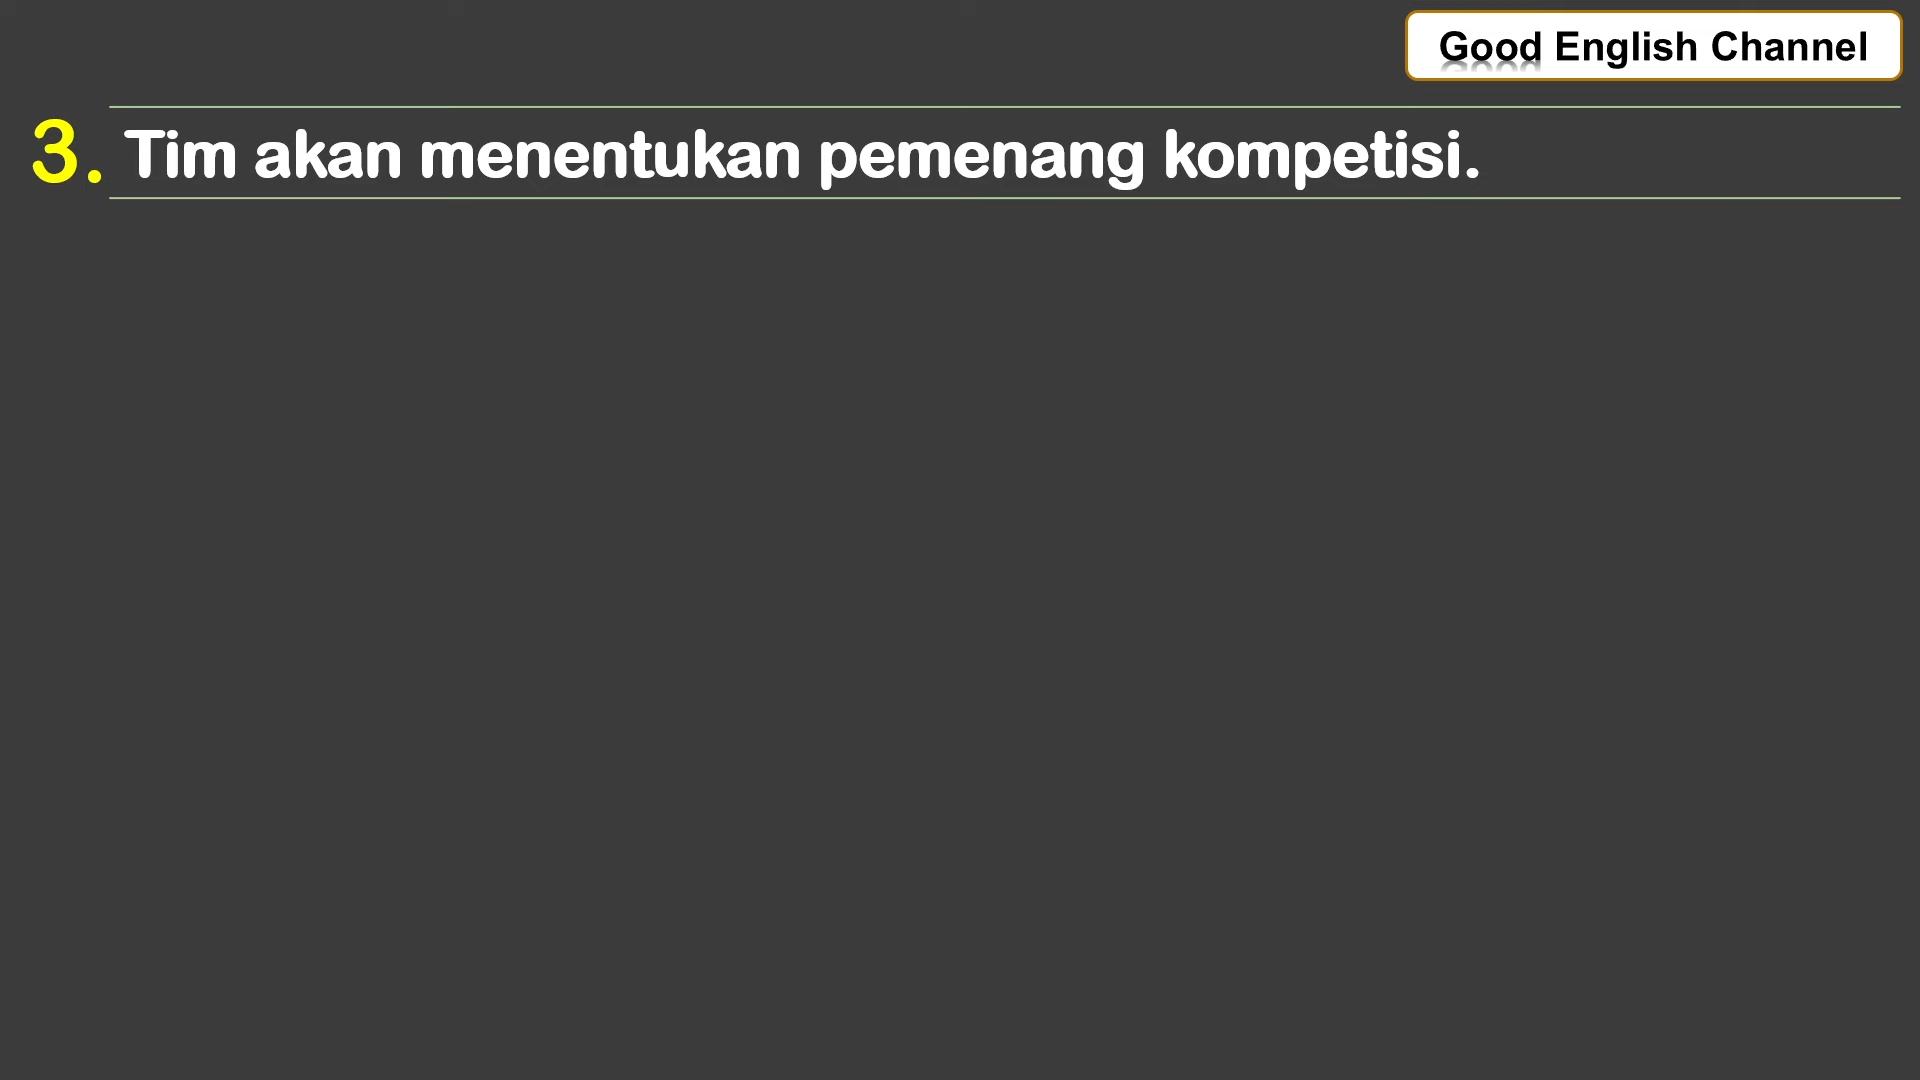 Good English Channel
3. Tim akan menentukan pemenang kompetisi.